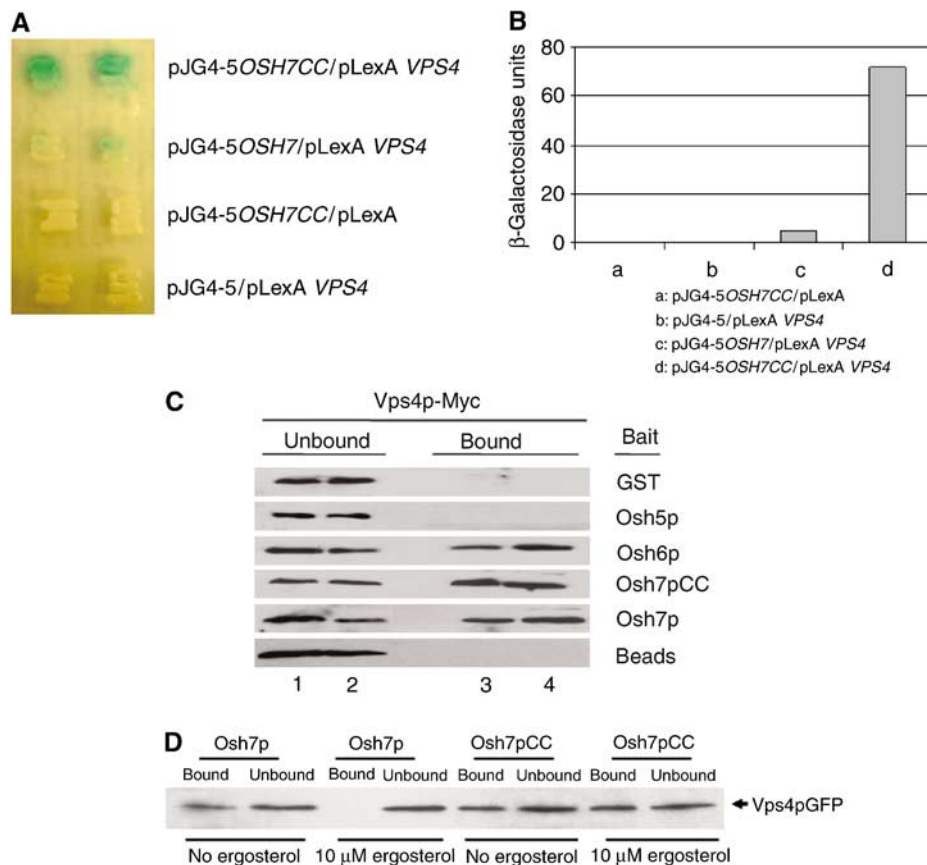 A
pJG4-5OSH7CC/pLexA VPS4
pJG4-5OSH7/pLexA VPS4
pJG4-5OSH7CC/pLexA
pJG4-5/pLexA VPS4
B
β-Galactosidase units
80
60
40
20
0
a b c d
a: pJG4-5OSH7CC/pLexA
b: pJG4-5/pLexA VPS4
c: pJG4-5OSH7/pLexA VPS4
d: pJG4-5OSH7CC/pLexA VPS4
C
Vps4p-Myc
Unbound Bound Bait
GST
Osh5p
Osh6p
Osh7pCC
Osh7p
Beads
1 2 3 4
D
Osh7p Osh7p Osh7pCC Osh7pCC
Bound Unbound Bound Unbound Bound Unbound Bound Unbound
Vps4pGFP
No ergosterol 10 μM ergosterol No ergosterol 10 μM ergosterol